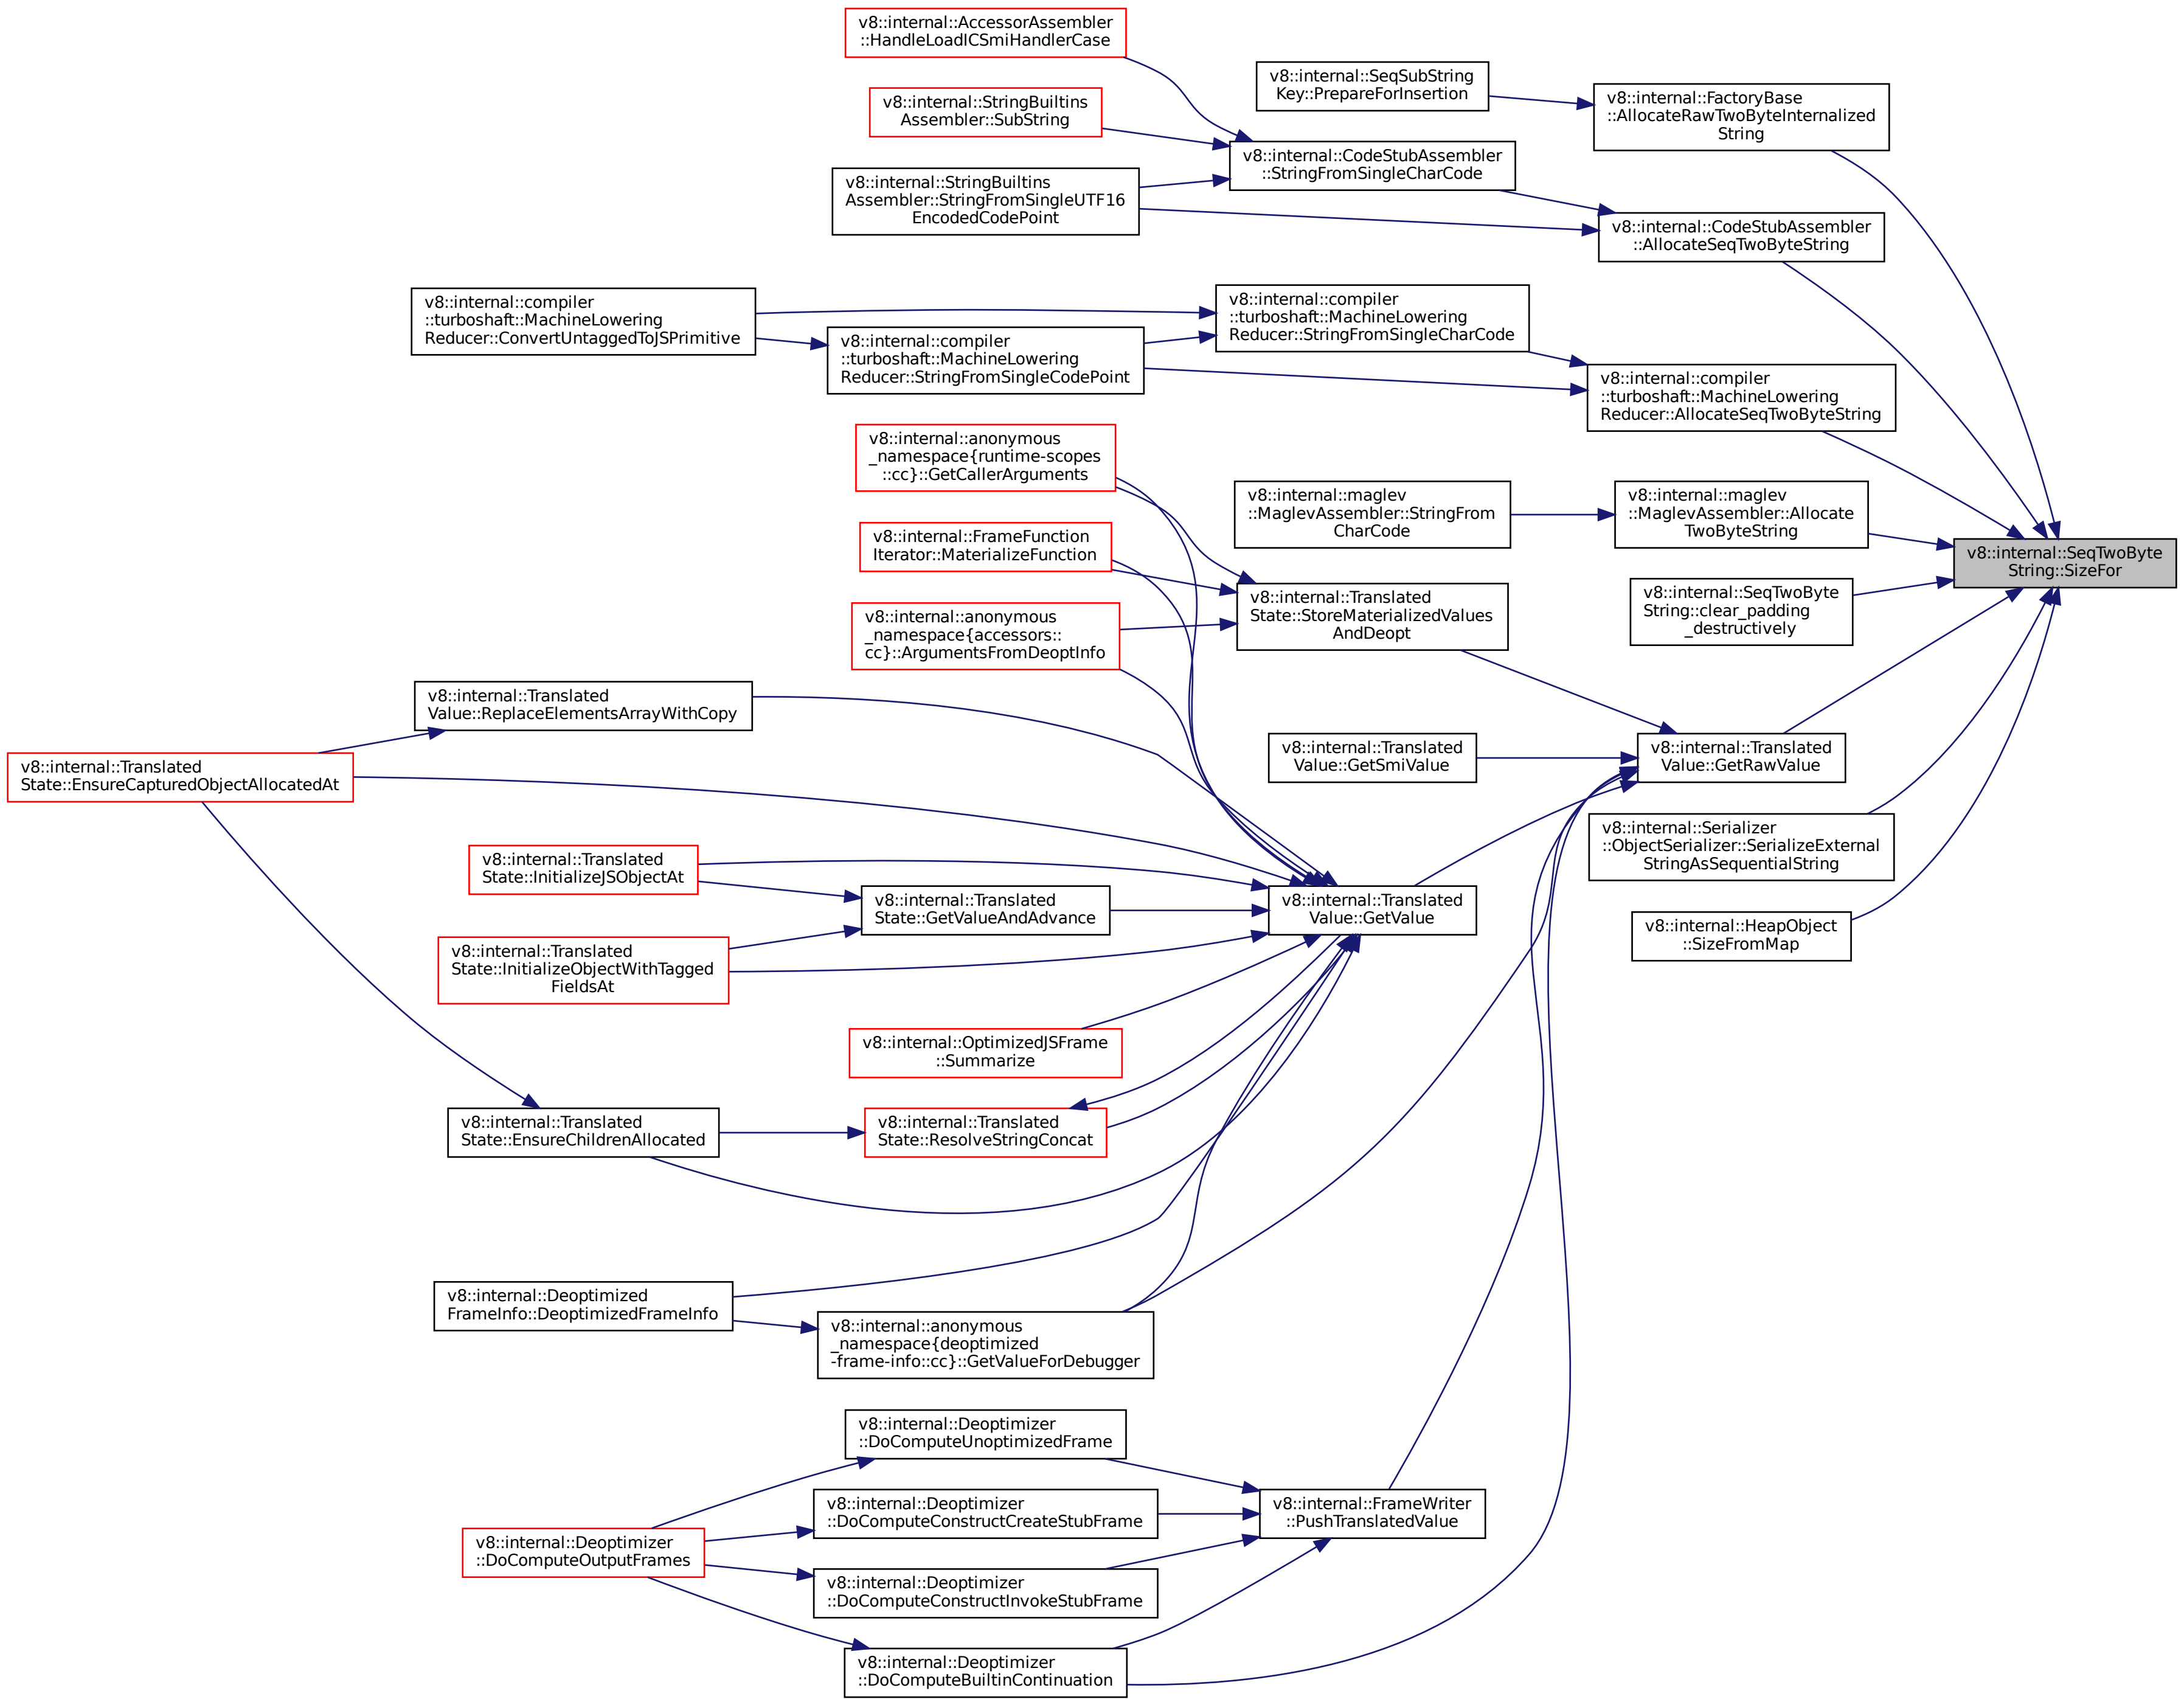 v8::internal::AccessorAssembler
::HandleLoadICSmiHandlerCase
v8::internal::SeqSubString
Key::PrepareForInsertion
v8::internal::FactoryBase
::AllocateRawTwoByteInternalized
String
v8::internal::StringBuiltins
Assembler::SubString
v8::internal::CodeStubAssembler
::StringFromSingleCharCode
v8::internal::StringBuiltins
Assembler::StringFromSingleUTF16
EncodedCodePoint
v8::internal::CodeStubAssembler
::AllocateSeqTwoByteString
v8::internal::compiler
::turboshaft::MachineLowering
Reducer::ConvertUntaggedToJSPrimitive
v8::internal::compiler
::turboshaft::MachineLowering
Reducer::StringFromSingleCharCode
v8::internal::compiler
::turboshaft::MachineLowering
Reducer::StringFromSingleCodePoint
v8::internal::compiler
::turboshaft::MachineLowering
Reducer::AllocateSeqTwoByteString
v8::internal::anonymous
_namespace{runtime-scopes
::cc}::GetCallerArguments
v8::internal::maglev
::MaglevAssembler::StringFrom
CharCode
v8::internal::maglev
::MaglevAssembler::Allocate
TwoByteString
v8::internal::FrameFunction
Iterator::MaterializeFunction
v8::internal::SeqTwoByte
String::SizeFor
v8::internal::Translated
State::StoreMaterializedValues
AndDeopt
v8::internal::SeqTwoByte
String::clear_padding
_destructively
v8::internal::anonymous
_namespace{accessors::
cc}::ArgumentsFromDeoptInfo
v8::internal::Translated
Value::ReplaceElementsArrayWithCopy
v8::internal::Translated
State::EnsureCapturedObjectAllocatedAt
v8::internal::Translated
Value::GetSmiValue
v8::internal::Translated
Value::GetRawValue
v8::internal::Serializer
::ObjectSerializer::SerializeExternal
StringAsSequentialString
v8::internal::Translated
State::InitializeJSObjectAt
v8::internal::Translated
State::GetValueAndAdvance
v8::internal::Translated
Value::GetValue
v8::internal::HeapObject
::SizeFromMap
v8::internal::Translated
State::InitializeObjectWithTagged
FieldsAt
v8::internal::OptimizedJSFrame
::Summarize
v8::internal::Translated
State::EnsureChildrenAllocated
v8::internal::Translated
State::ResolveStringConcat
v8::internal::Deoptimized
FrameInfo::DeoptimizedFrameInfo
v8::internal::anonymous
_namespace{deoptimized
-frame-info::cc}::GetValueForDebugger
v8::internal::Deoptimizer
::DoComputeUnoptimizedFrame
v8::internal::Deoptimizer
::DoComputeConstructCreateStubFrame
v8::internal::FrameWriter
::PushTranslatedValue
v8::internal::Deoptimizer
::DoComputeOutputFrames
v8::internal::Deoptimizer
::DoComputeConstructInvokeStubFrame
v8::internal::Deoptimizer
::DoComputeBuiltinContinuation